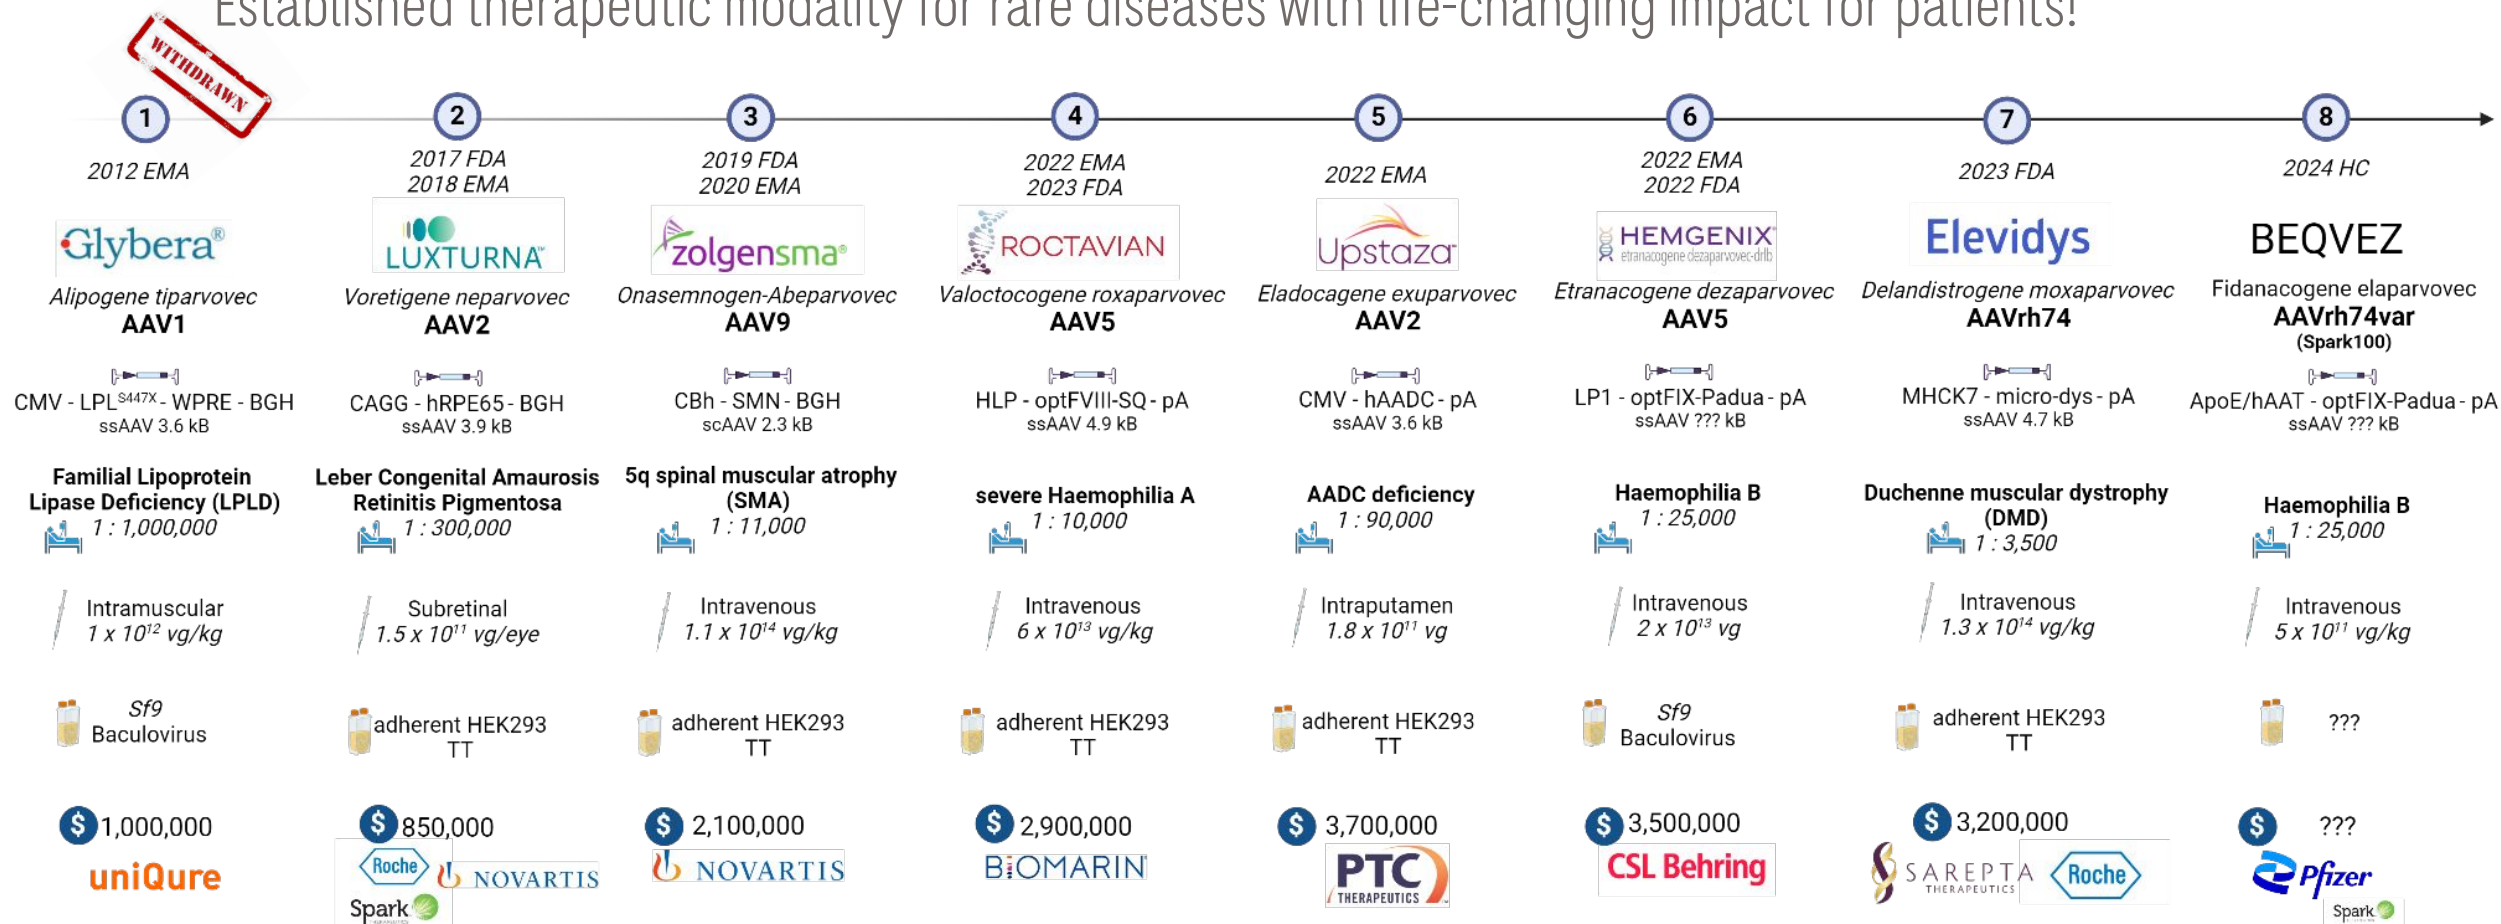 Established therapeutic modality for rare diseases with life-changing impact for patients!
WITHDRAWN
1
2012 EMA
Glybera®
Alipogene tiparvovec
AAV1
CMV - LPLS447X - WPRE - BGH
ssAAV 3.6 kB
Familial Lipoprotein
Lipase Deficiency (LPLD)
1 : 1,000,000
Intramuscular
1 x 10¹² vg/kg
Sf9
Baculovirus
$ 1,000,000
uniQure
2
2017 FDA
2018 EMA
LUXTURNA™
Voretigene neparvovec
AAV2
CAGG - hRPE65 - BGH
ssAAV 3.9 kB
Leber Congenital Amaurosis
Retinitis Pigmentosa
1 : 300,000
Subretinal
1.5 x 10¹¹ vg/eye
adherent HEK293
TT
$ 850,000
Roche
NOVARTIS
Spark
3
2019 FDA
2020 EMA
zolgensma®
Onasemnogen-Abeparvovec
AAV9
CBh - SMN - BGH
scAAV 2.3 kB
5q spinal muscular atrophy
(SMA)
1 : 11,000
Intravenous
1.1 x 10¹⁴ vg/kg
adherent HEK293
TT
$ 2,100,000
NOVARTIS
4
2022 EMA
2023 FDA
ROCTAVIAN
Valoctocogene roxaparvovec
AAV5
HLP - optFVIII-SQ - pA
ssAAV 4.9 kB
severe Haemophilia A
1 : 10,000
Intravenous
6 x 10¹³ vg/kg
adherent HEK293
TT
$ 2,900,000
BIOMARIN
5
2022 EMA
Upstaza™
Eladocagene exuparvovec
AAV2
CMV - hAADC - pA
ssAAV 3.6 kB
AADC deficiency
1 : 90,000
Intraputamen
1.8 x 10¹¹ vg
adherent HEK293
TT
$ 3,700,000
PTC
THERAPEUTICS
6
2022 EMA
2022 FDA
HEMGENIX®
etranacogene dezaparvovec-drlb
Etranacogene dezaparvovec
AAV5
LP1 - optFIX-Padua - pA
ssAAV ??? kB
Haemophilia B
1 : 25,000
Intravenous
2 x 10¹³ vg
Sf9
Baculovirus
$ 3,500,000
CSL Behring
7
2023 FDA
Elevidys
Delandistrogene moxaparvovec
AAVrh74
MHCK7 - micro-dys - pA
ssAAV 4.7 kB
Duchenne muscular dystrophy
(DMD)
1 : 3,500
Intravenous
1.3 x 10¹⁴ vg/kg
adherent HEK293
TT
$ 3,200,000
SAREPTA
THERAPEUTICS
Roche
8
2024 HC
BEQVEZ
Fidanacogene elaparvovec
AAVrh74var
(Spark100)
ApoE/hAAT - optFIX-Padua - pA
ssAAV ??? kB
Haemophilia B
1 : 25,000
Intravenous
5 x 10¹¹ vg/kg
???
$ ???
Pfizer
Spark